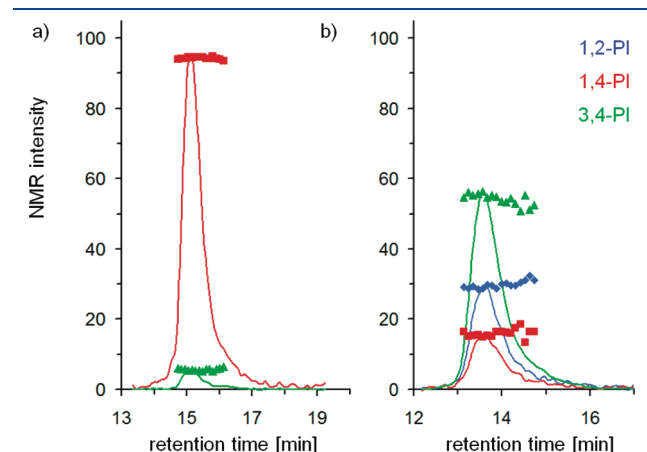 a)
b)
NMR intensity
100
80
60
40
20
0
13 15 17 19
retention time [min]
100
80
60
40
20
0
12 14 16
retention time [min]
1,2-PI
1,4-PI
3,4-PI